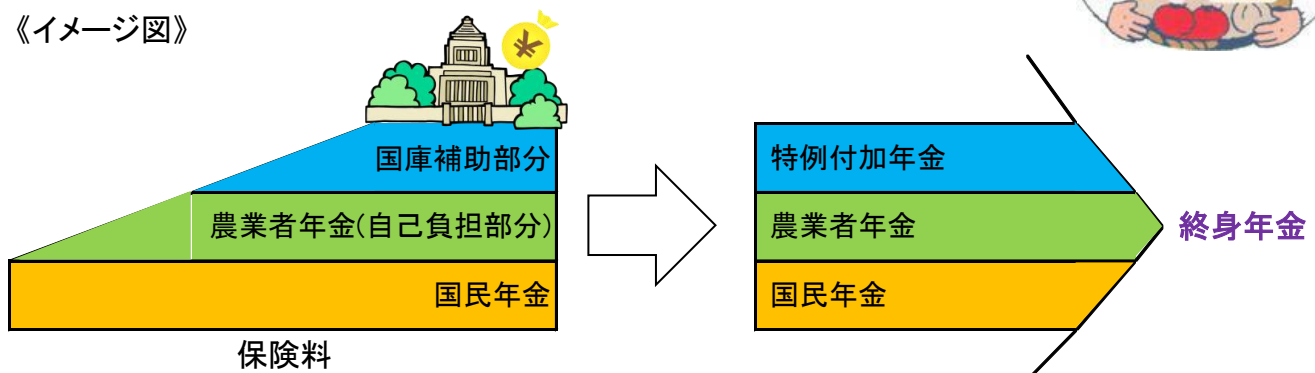 《イメージ図》
¥
国庫補助部分
農業者年金(自己負担部分)
国民年金
保険料
特例付加年金
農業者年金
国民年金
終身年金